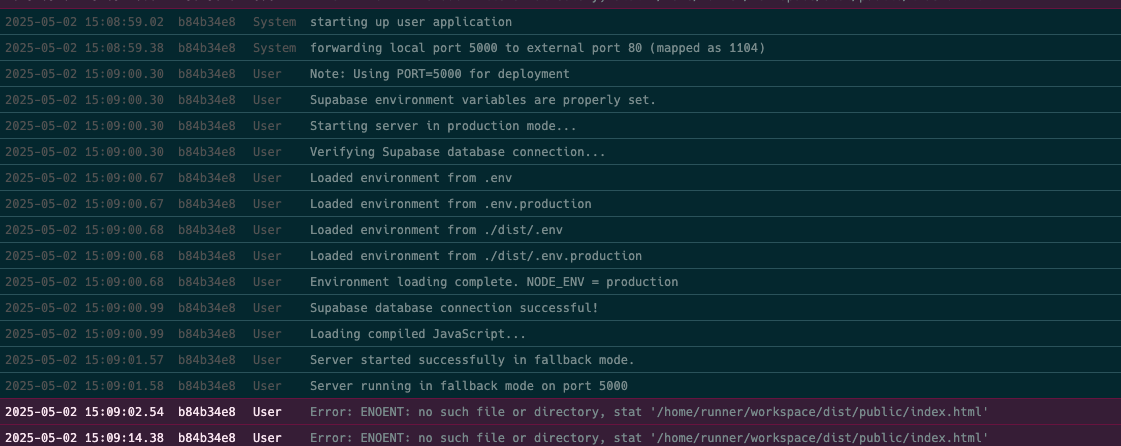 2025-05-02 15:08:59.02 b84b34e8 System starting up user application
2025-05-02 15:08:59.38 b84b34e8 System forwarding local port 5000 to external port 80 (mapped as 1104)
2025-05-02 15:09:00.30 b84b34e8 User Note: Using PORT=5000 for deployment
2025-05-02 15:09:00.30 b84b34e8 User Supabase environment variables are properly set.
2025-05-02 15:09:00.30 b84b34e8 User Starting server in production mode...
2025-05-02 15:09:00.30 b84b34e8 User Verifying Supabase database connection...
2025-05-02 15:09:00.67 b84b34e8 User Loaded environment from .env
2025-05-02 15:09:00.67 b84b34e8 User Loaded environment from .env.production
2025-05-02 15:09:00.68 b84b34e8 User Loaded environment from ./dist/.env
2025-05-02 15:09:00.68 b84b34e8 User Loaded environment from ./dist/.env.production
2025-05-02 15:09:00.68 b84b34e8 User Environment loading complete. NODE_ENV = production
2025-05-02 15:09:00.99 b84b34e8 User Supabase database connection successful!
2025-05-02 15:09:00.99 b84b34e8 User Loading compiled JavaScript...
2025-05-02 15:09:01.57 b84b34e8 User Server started successfully in fallback mode.
2025-05-02 15:09:01.58 b84b34e8 User Server running in fallback mode on port 5000
2025-05-02 15:09:02.54 b84b34e8 User Error: ENOENT: no such file or directory, stat '/home/runner/workspace/dist/public/index.html'
2025-05-02 15:09:14.38 b84b34e8 User Error: ENOENT: no such file or directory, stat '/home/runner/workspace/dist/public/index.html'